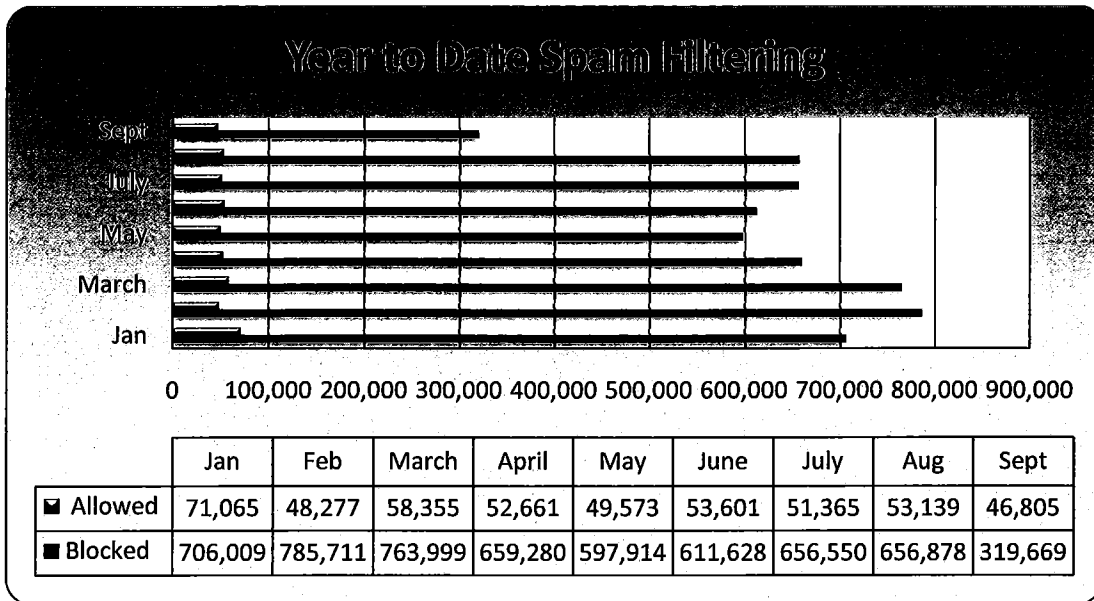 Year to Date Spam Filtering
Sept
July
May
March
Jan
0 100,000 200,000 300,000 400,000 500,000 600,000 700,000 800,000 900,000
Jan Feb March April May June July Aug Sept
Allowed 71,065 48,277 58,355 52,661 49,573 53,601 51,365 53,139 46,805
Blocked 706,009 785,711 763,999 659,280 597,914 611,628 656,550 656,878 319,669